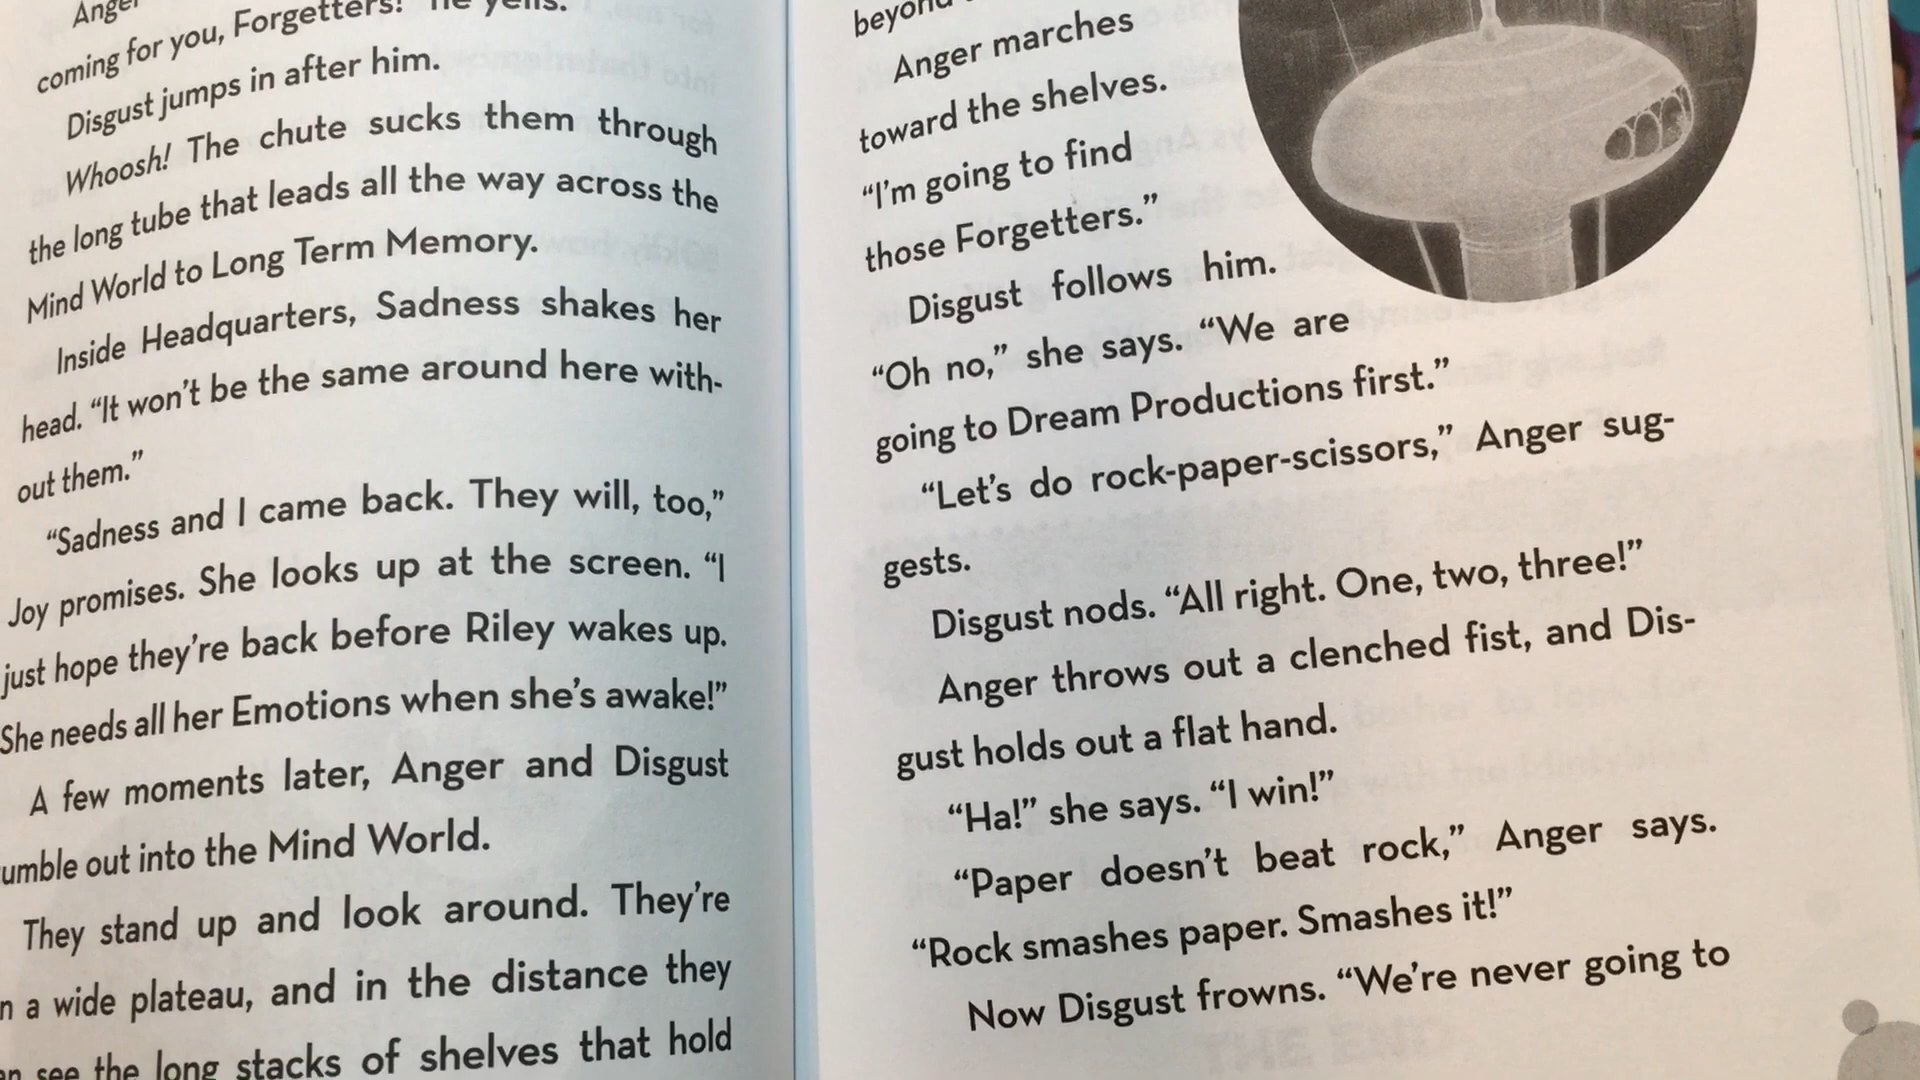 coming for you, Forgetters!" he yells.
Disgust jumps in after him.
Whoosh! The chute sucks them through
the long tube that leads all the way across the
Mind World to Long Term Memory.
Inside Headquarters, Sadness shakes her
head. "It won't be the same around here with-
out them."
"Sadness and I came back. They will, too,"
Joy promises. She looks up at the screen. "I
just hope they're back before Riley wakes up.
She needs all her Emotions when she's awake!"
A few moments later, Anger and Disgust
umble out into the Mind World.
They stand up and look around. They're
n a wide plateau, and in the distance they
an see the long stacks of shelves that hold
beyond
Anger marches
toward the shelves.
"I'm going to find
those Forgetters."
Disgust follows him.
"Oh no," she says. "We are
going to Dream Productions first."
"Let's do rock-paper-scissors," Anger sug-
gests.
Disgust nods. "All right. One, two, three!"
Anger throws out a clenched fist, and Dis-
gust holds out a flat hand.
"Ha!" she says. "I win!"
"Paper doesn't beat rock," Anger says.
"Rock smashes paper. Smashes it!"
Now Disgust frowns. "We're never going to